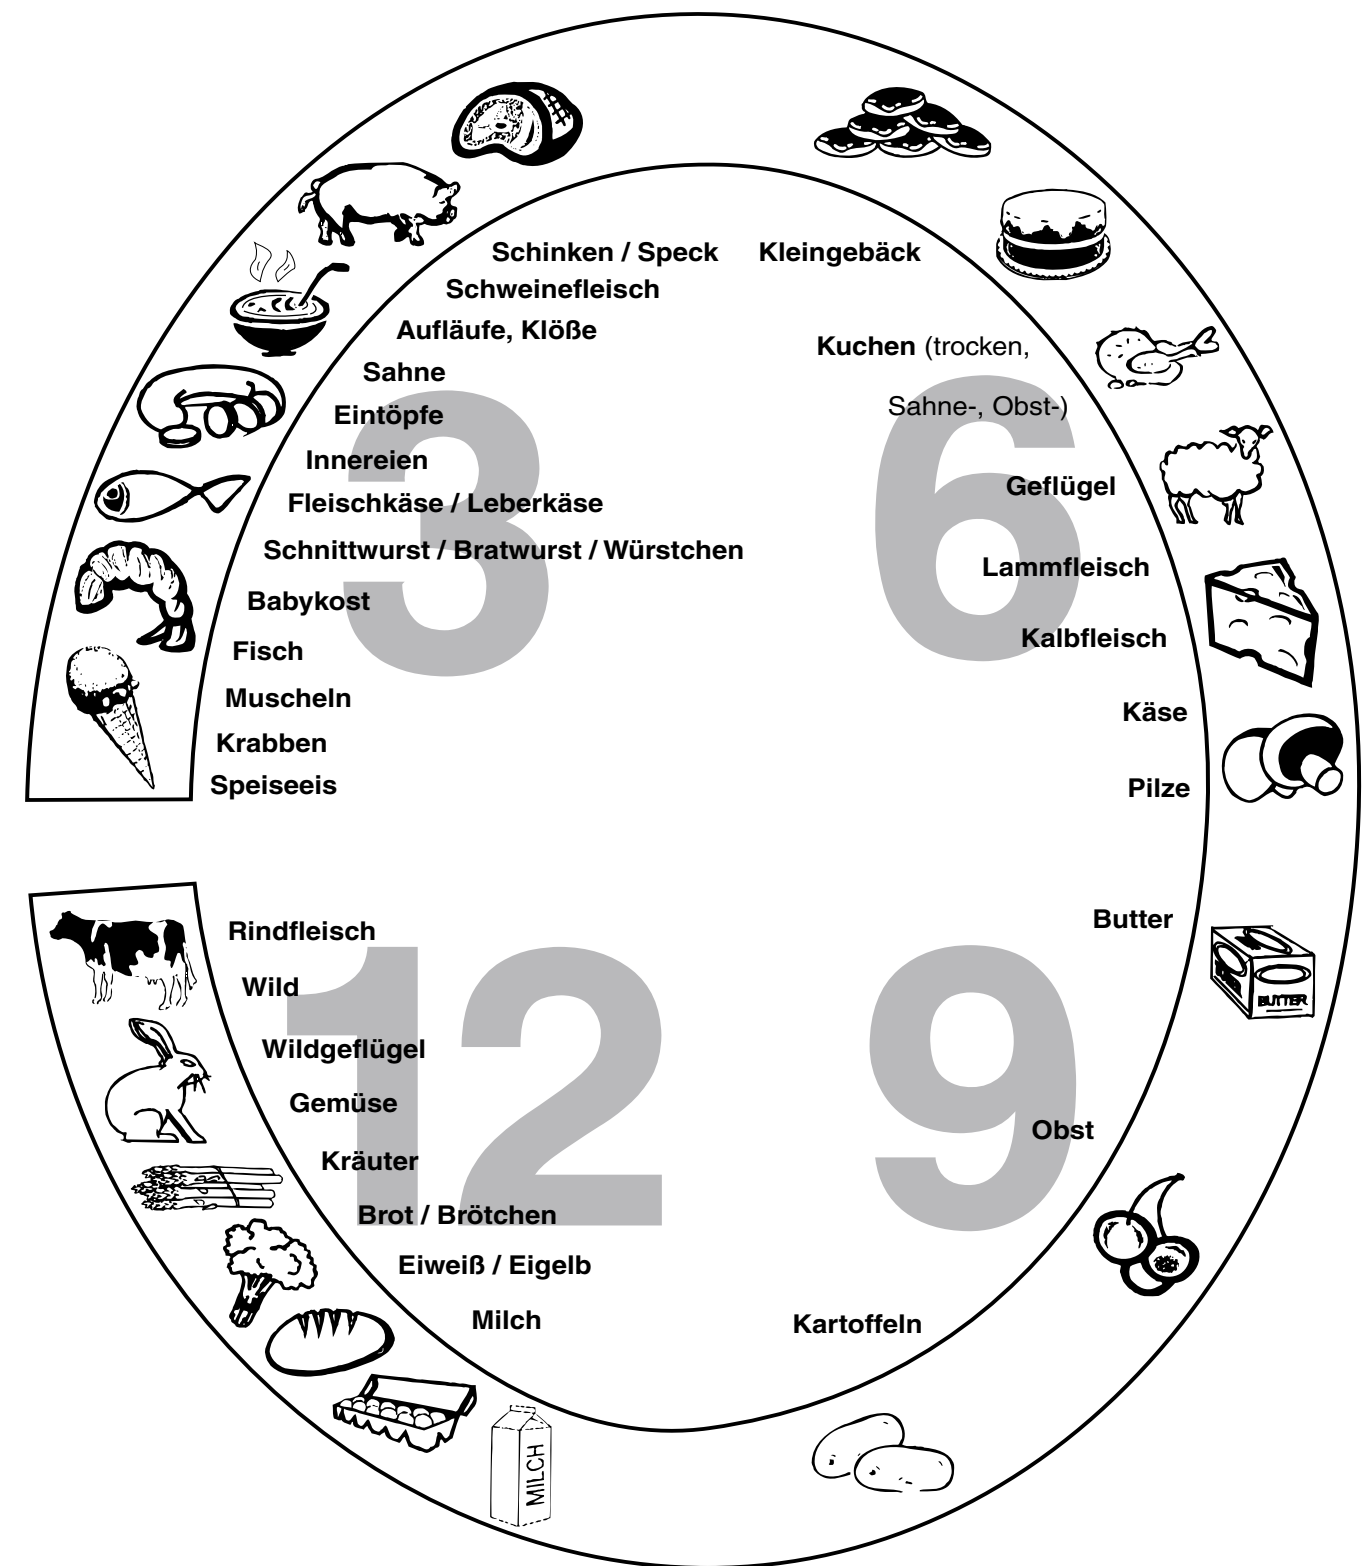 Schinken / Speck
Schweinefleisch
Aufläufe, Klöße
Sahne
Eintöpfe
Innereien
Fleischkäse / Leberkäse
Schnittwurst / Bratwurst / Würstchen
Babykost
Fisch
Muscheln
Krabben
Speiseeis
3
Kleingebäck
Kuchen (trocken,
Sahne-, Obst-)
Geflügel
Lammfleisch
Kalbfleisch
Käse
Pilze
6
Rindfleisch
Wild
Wildgeflügel
Gemüse
Kräuter
Brot / Brötchen
Eiweiß / Eigelb
Milch
12
MILCH
Butter
BUTTER
Obst
Kartoffeln
9